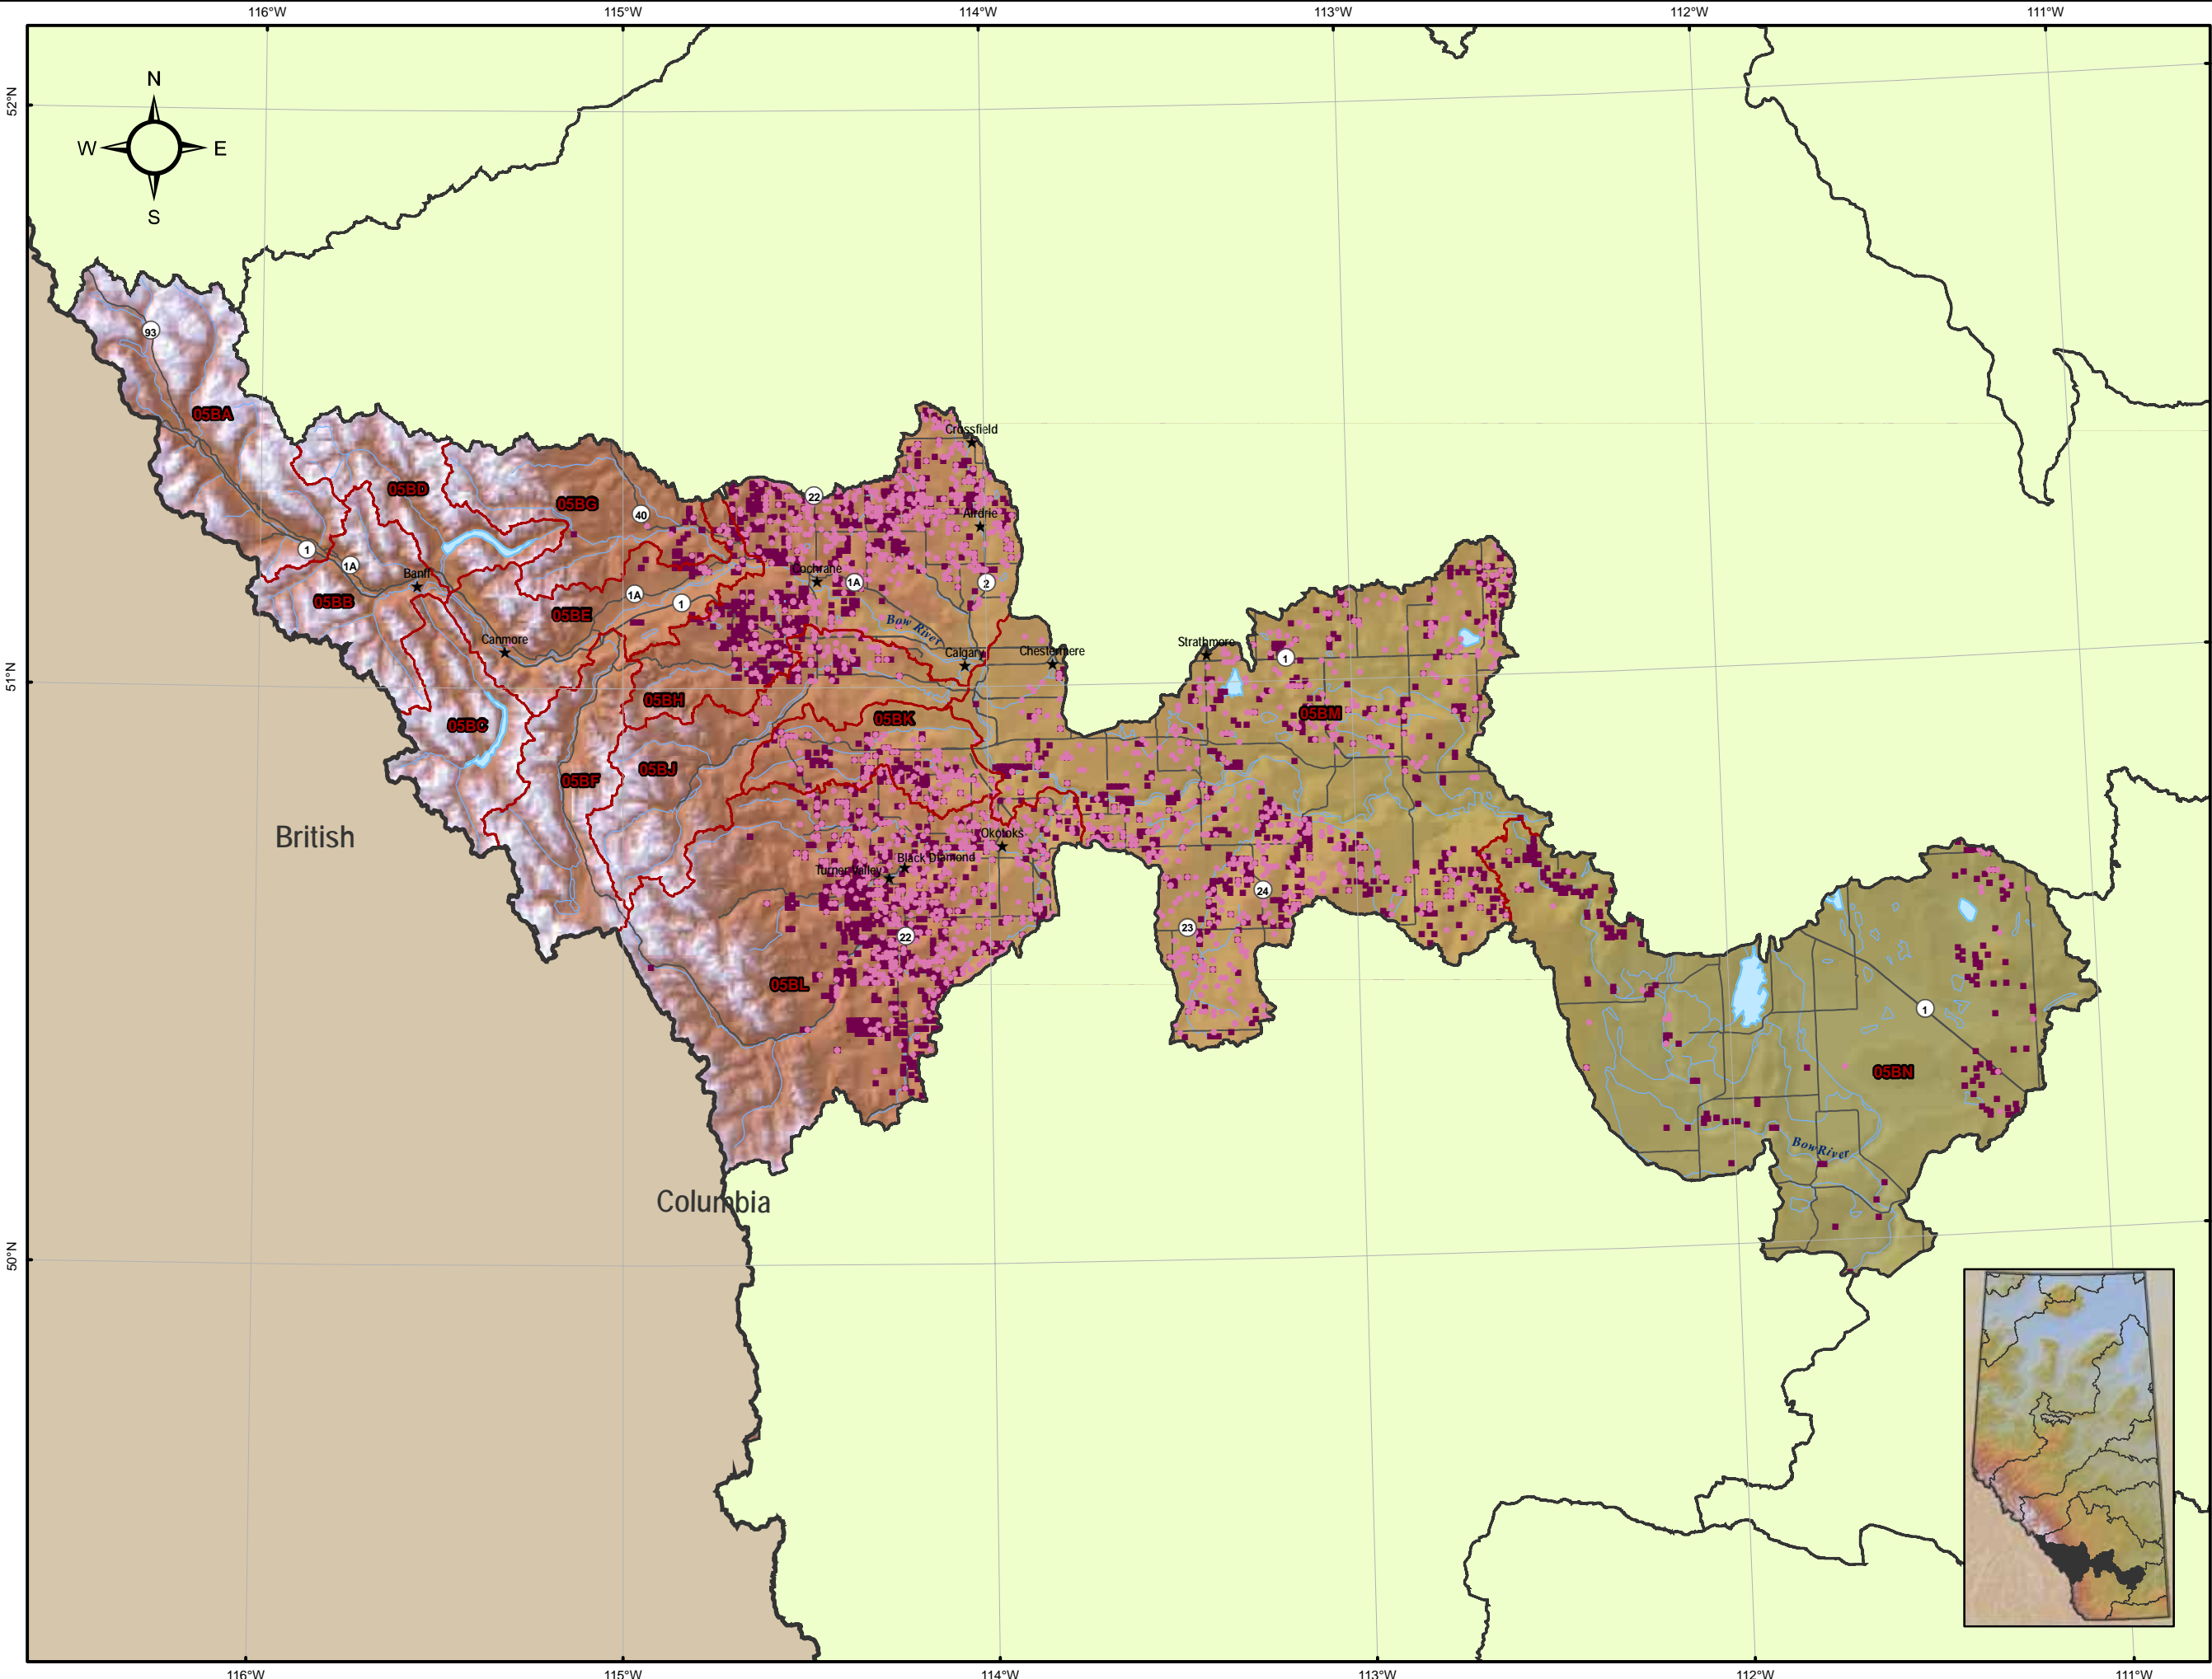 116°W 115°W 114°W 113°W 112°W 111°W
52°N
N
W E
S
93
05BA
Crossfield
05BD
22
05BG
40
Airdrie
1
1A
Banff
Cochrane
1A
2
1A
1
05BB
05BE
Bow River
Canmore
Calgary
Chestermere
Strathmore
1
51°N
05BH
05BC
05BK
05BM
05BJ
05BF
British
Okotoks
Black Diamond
Turner Valley
24
23
22
05BL
1
05BN
Bow River
Columbia
50°N
116°W 115°W 114°W 113°W 112°W 111°W